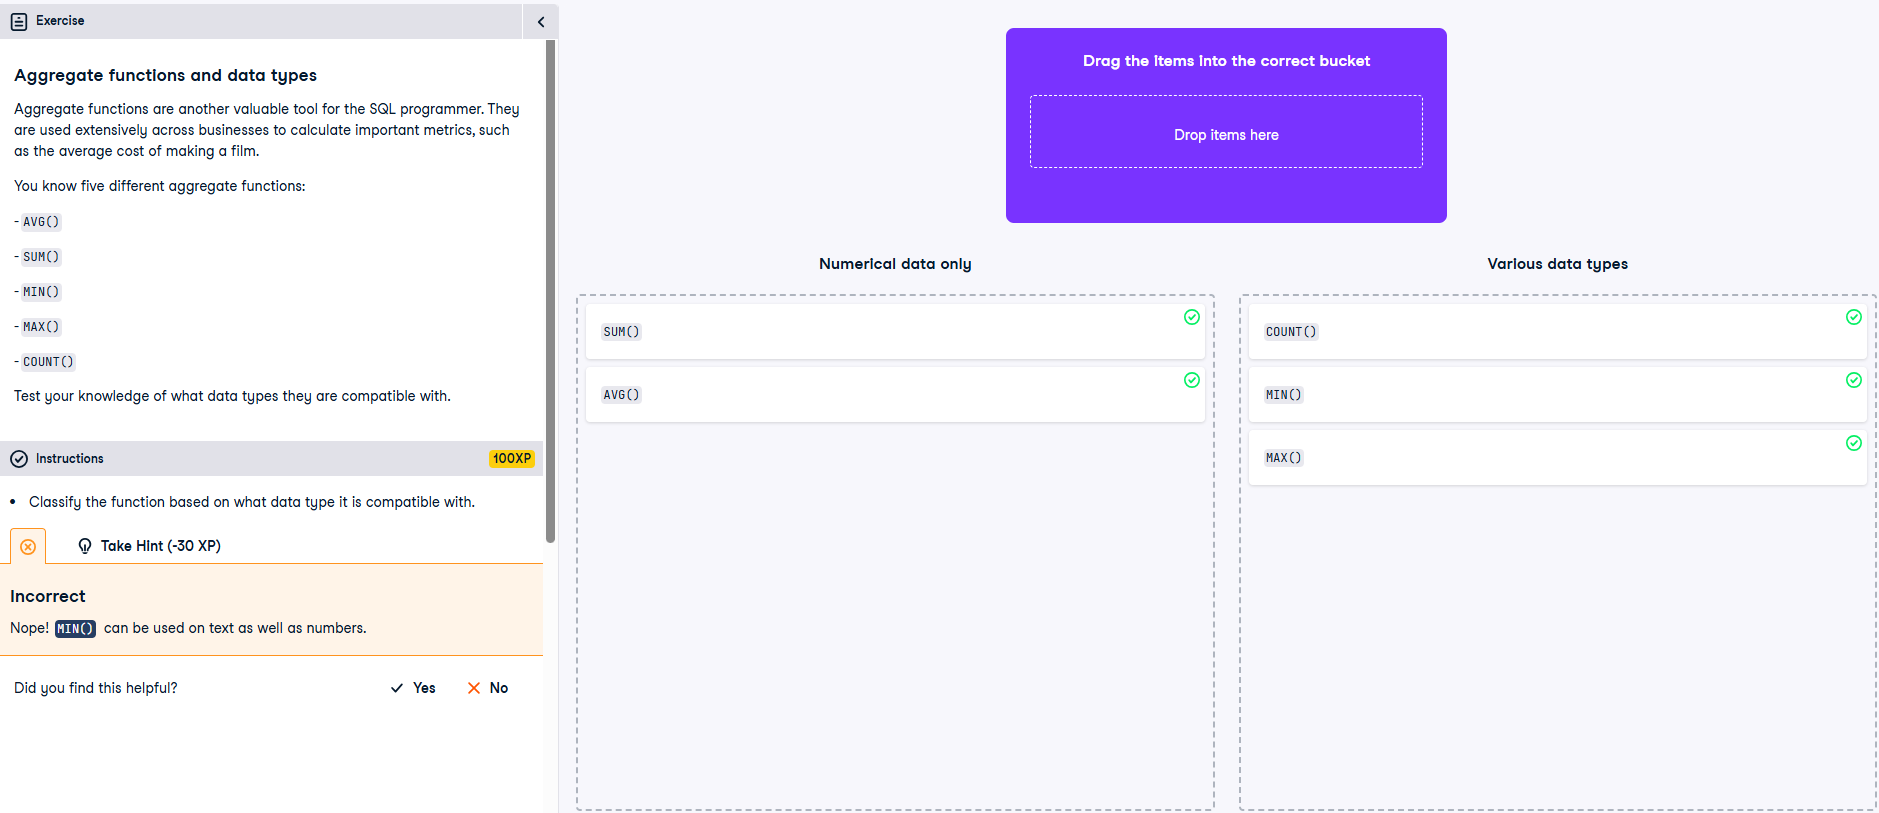 Exercise
Aggregate functions and data types
Aggregate functions are another valuable tool for the SQL programmer. They
are used extensively across businesses to calculate important metrics, such
as the average cost of making a film.
You know five different aggregate functions:
- AVG()
- SUM()
- MIN()
- MAX()
- COUNT()
Test your knowledge of what data types they are compatible with.
Instructions
100XP
• Classify the function based on what data type it is compatible with.
Take Hint (-30 XP)
Incorrect
Nope! MIN() can be used on text as well as numbers.
Did you find this helpful?
Yes
No
Drag the items into the correct bucket
Drop items here
Numerical data only
SUM()
AVG()
Various data types
COUNT()
MIN()
MAX()